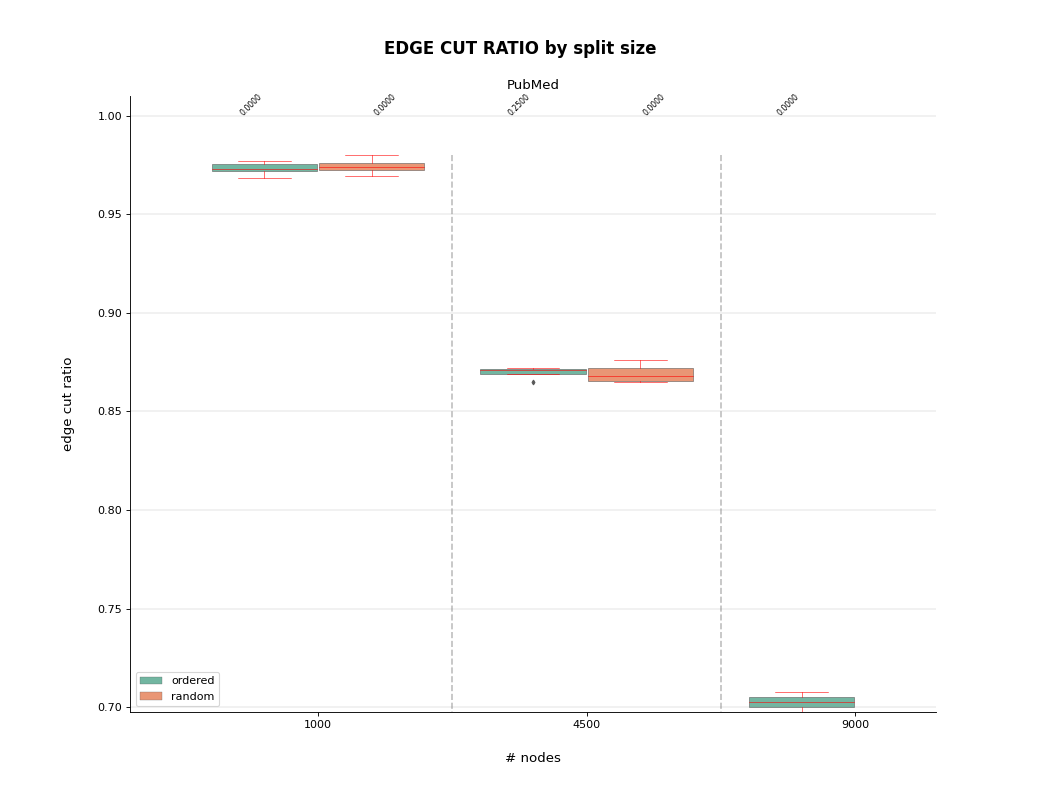 EDGE CUT RATIO by split size
PubMed
0.0000 0.0000 0.2500 0.0000 0.0000
1.00
0.95
0.90
0.85
0.80
0.75
0.70
edge cut ratio
ordered
random
1000 4500 9000
# nodes